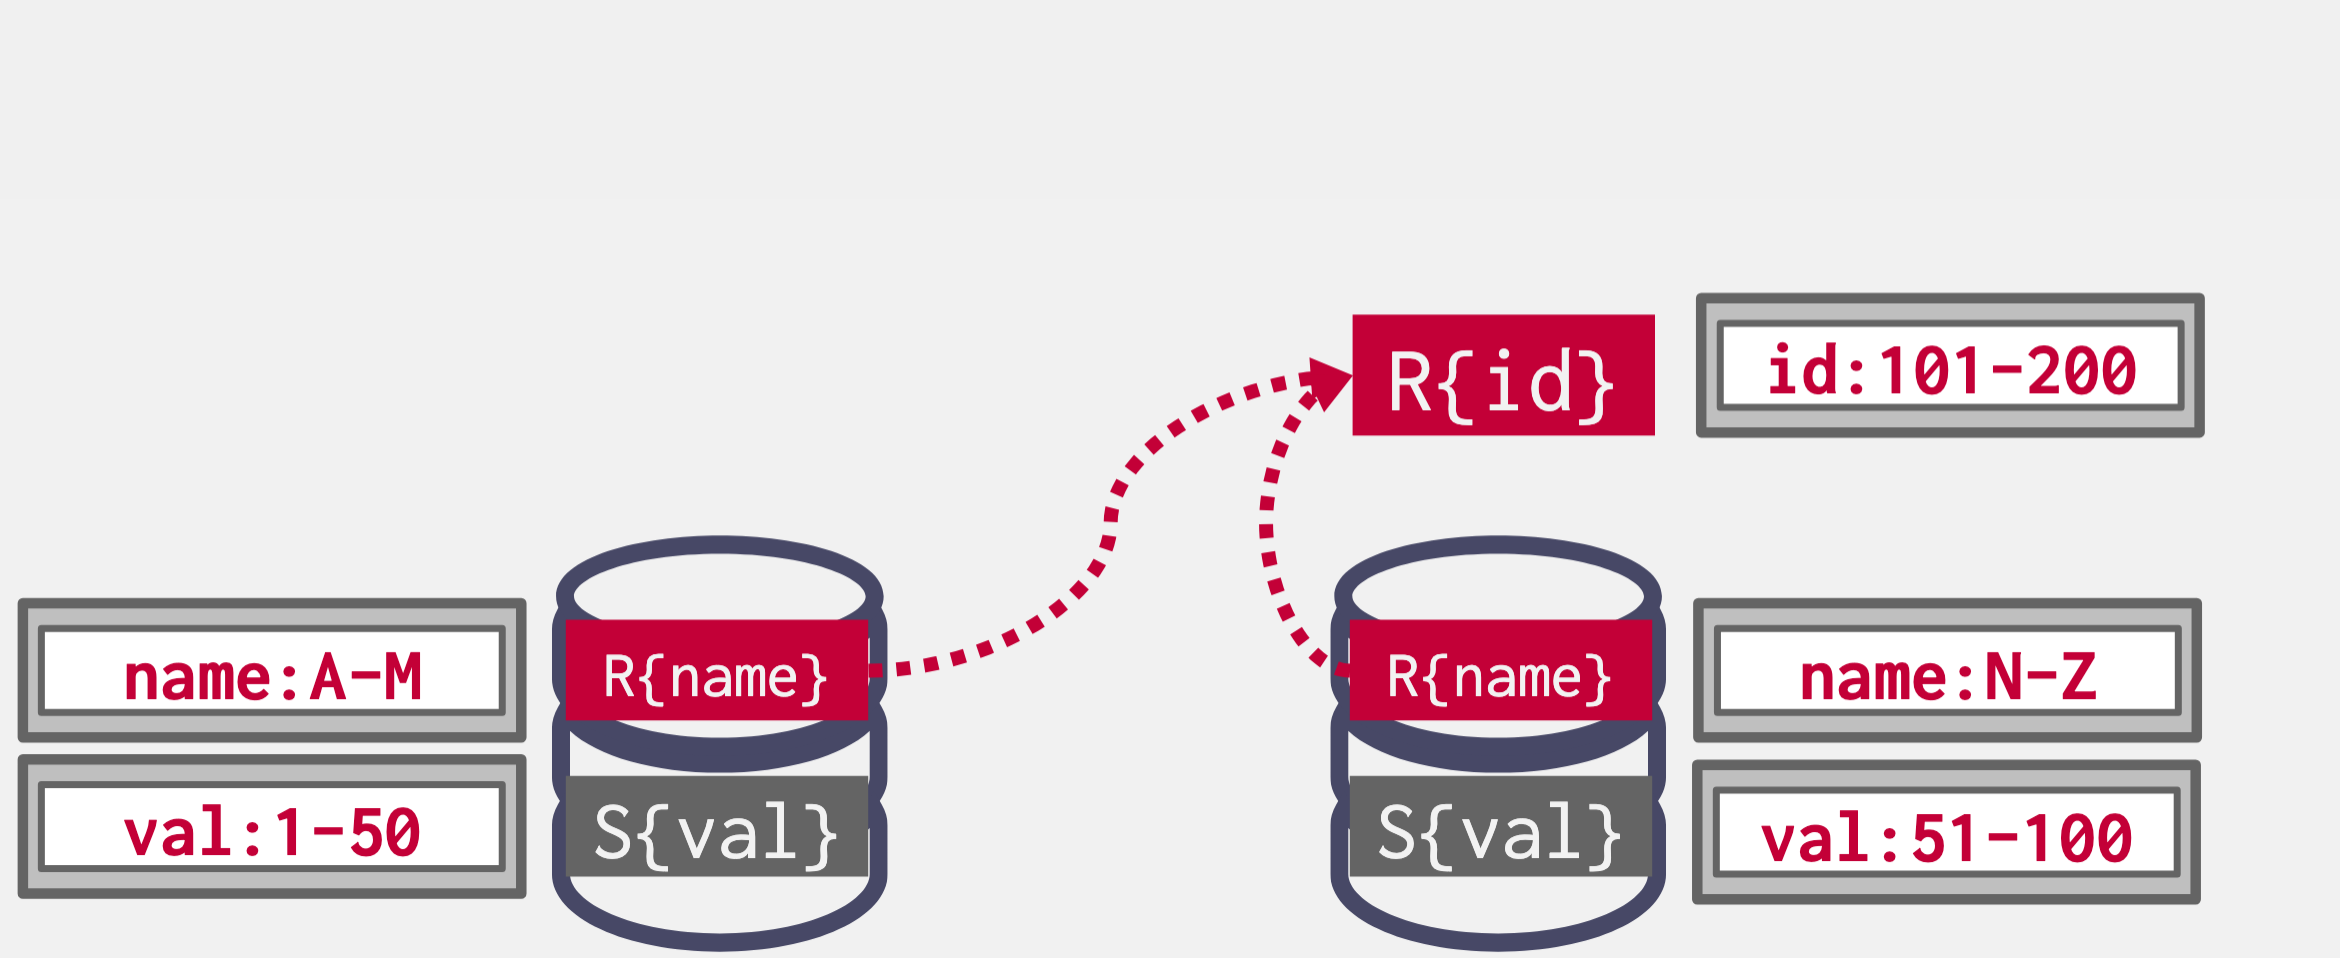 R{id}
id:101-200
name:A-M
R{name}
R{name}
name:N-Z
val:1-50
S{val}
S{val}
val:51-100